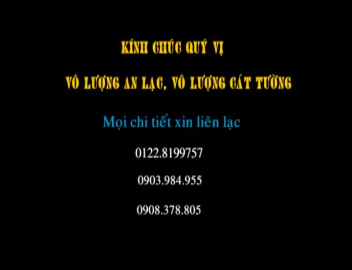 KÍNH CHÚC QUÝ VỊ
VÔ LƯỢNG AN LẠC, VÔ LƯỢNG CÁT TƯỜNG
Mọi chi tiết xin liên lạc
0122.8199757
0903.984.955
0908.378.805